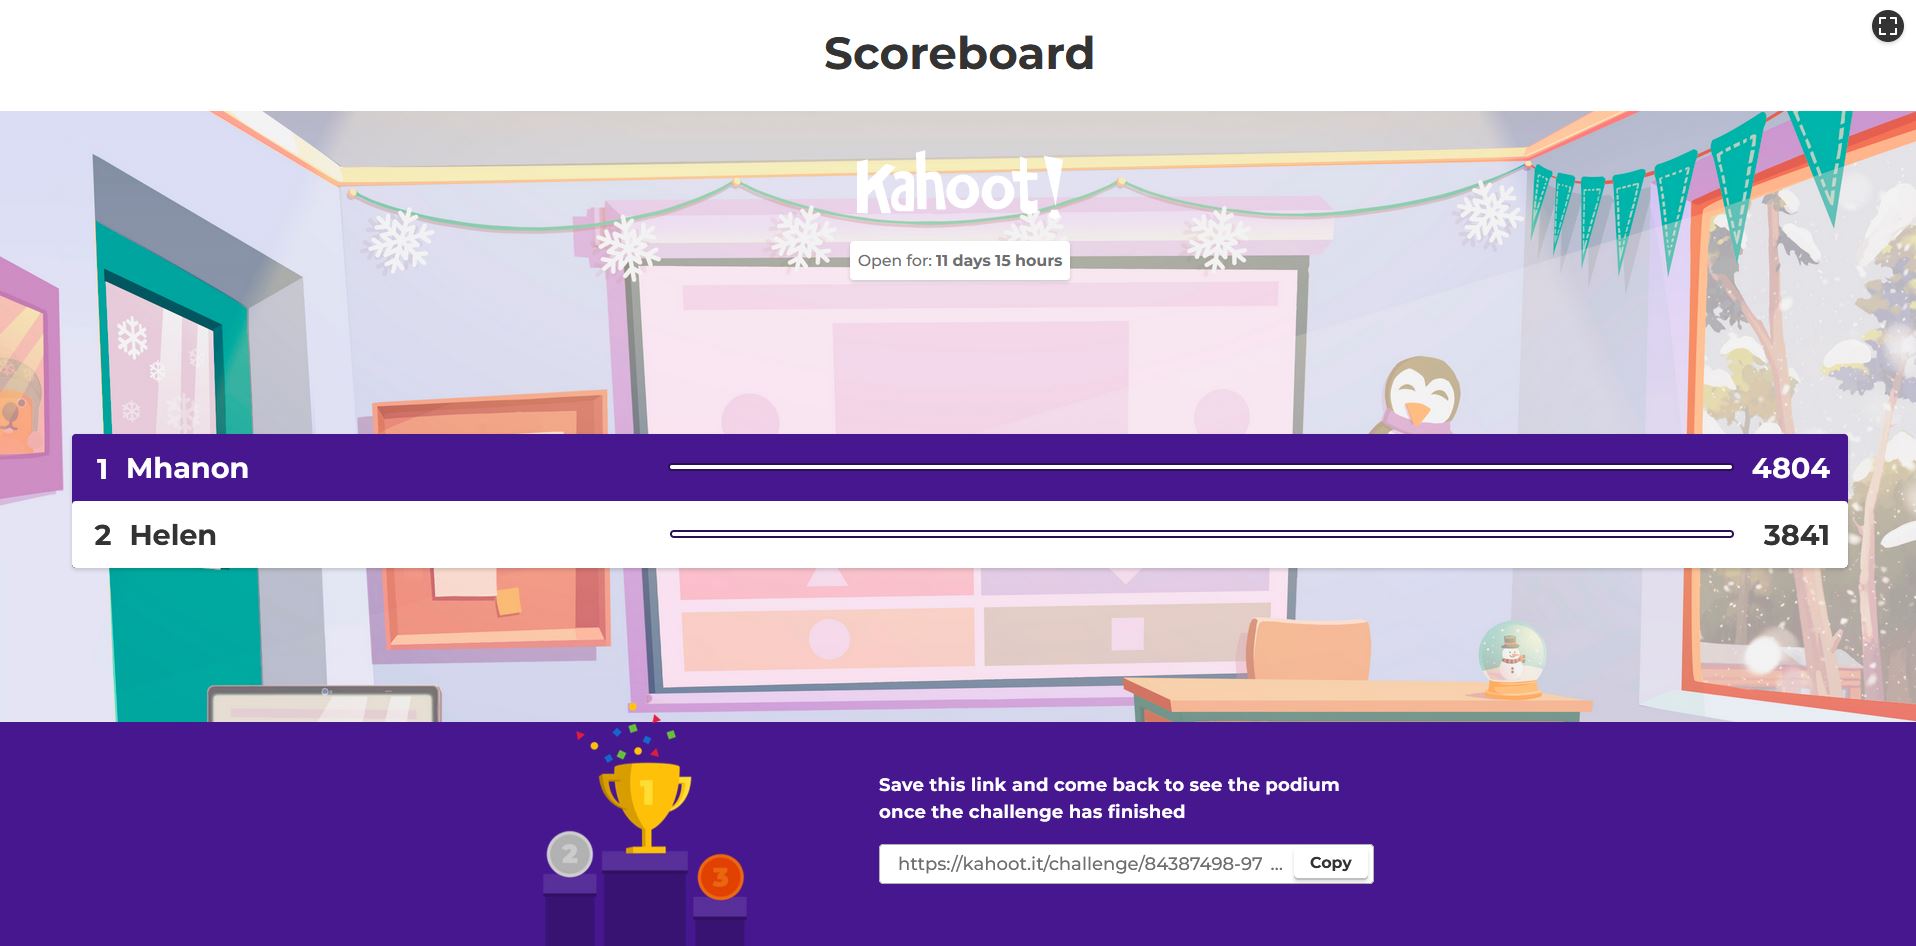 Scoreboard
Kahoot!
Open for: 11 days 15 hours
1 Mhanon 4804
2 Helen 3841
1
2
3
Save this link and come back to see the podium
once the challenge has finished
https://kahoot.it/challenge/84387498-97 ... Copy